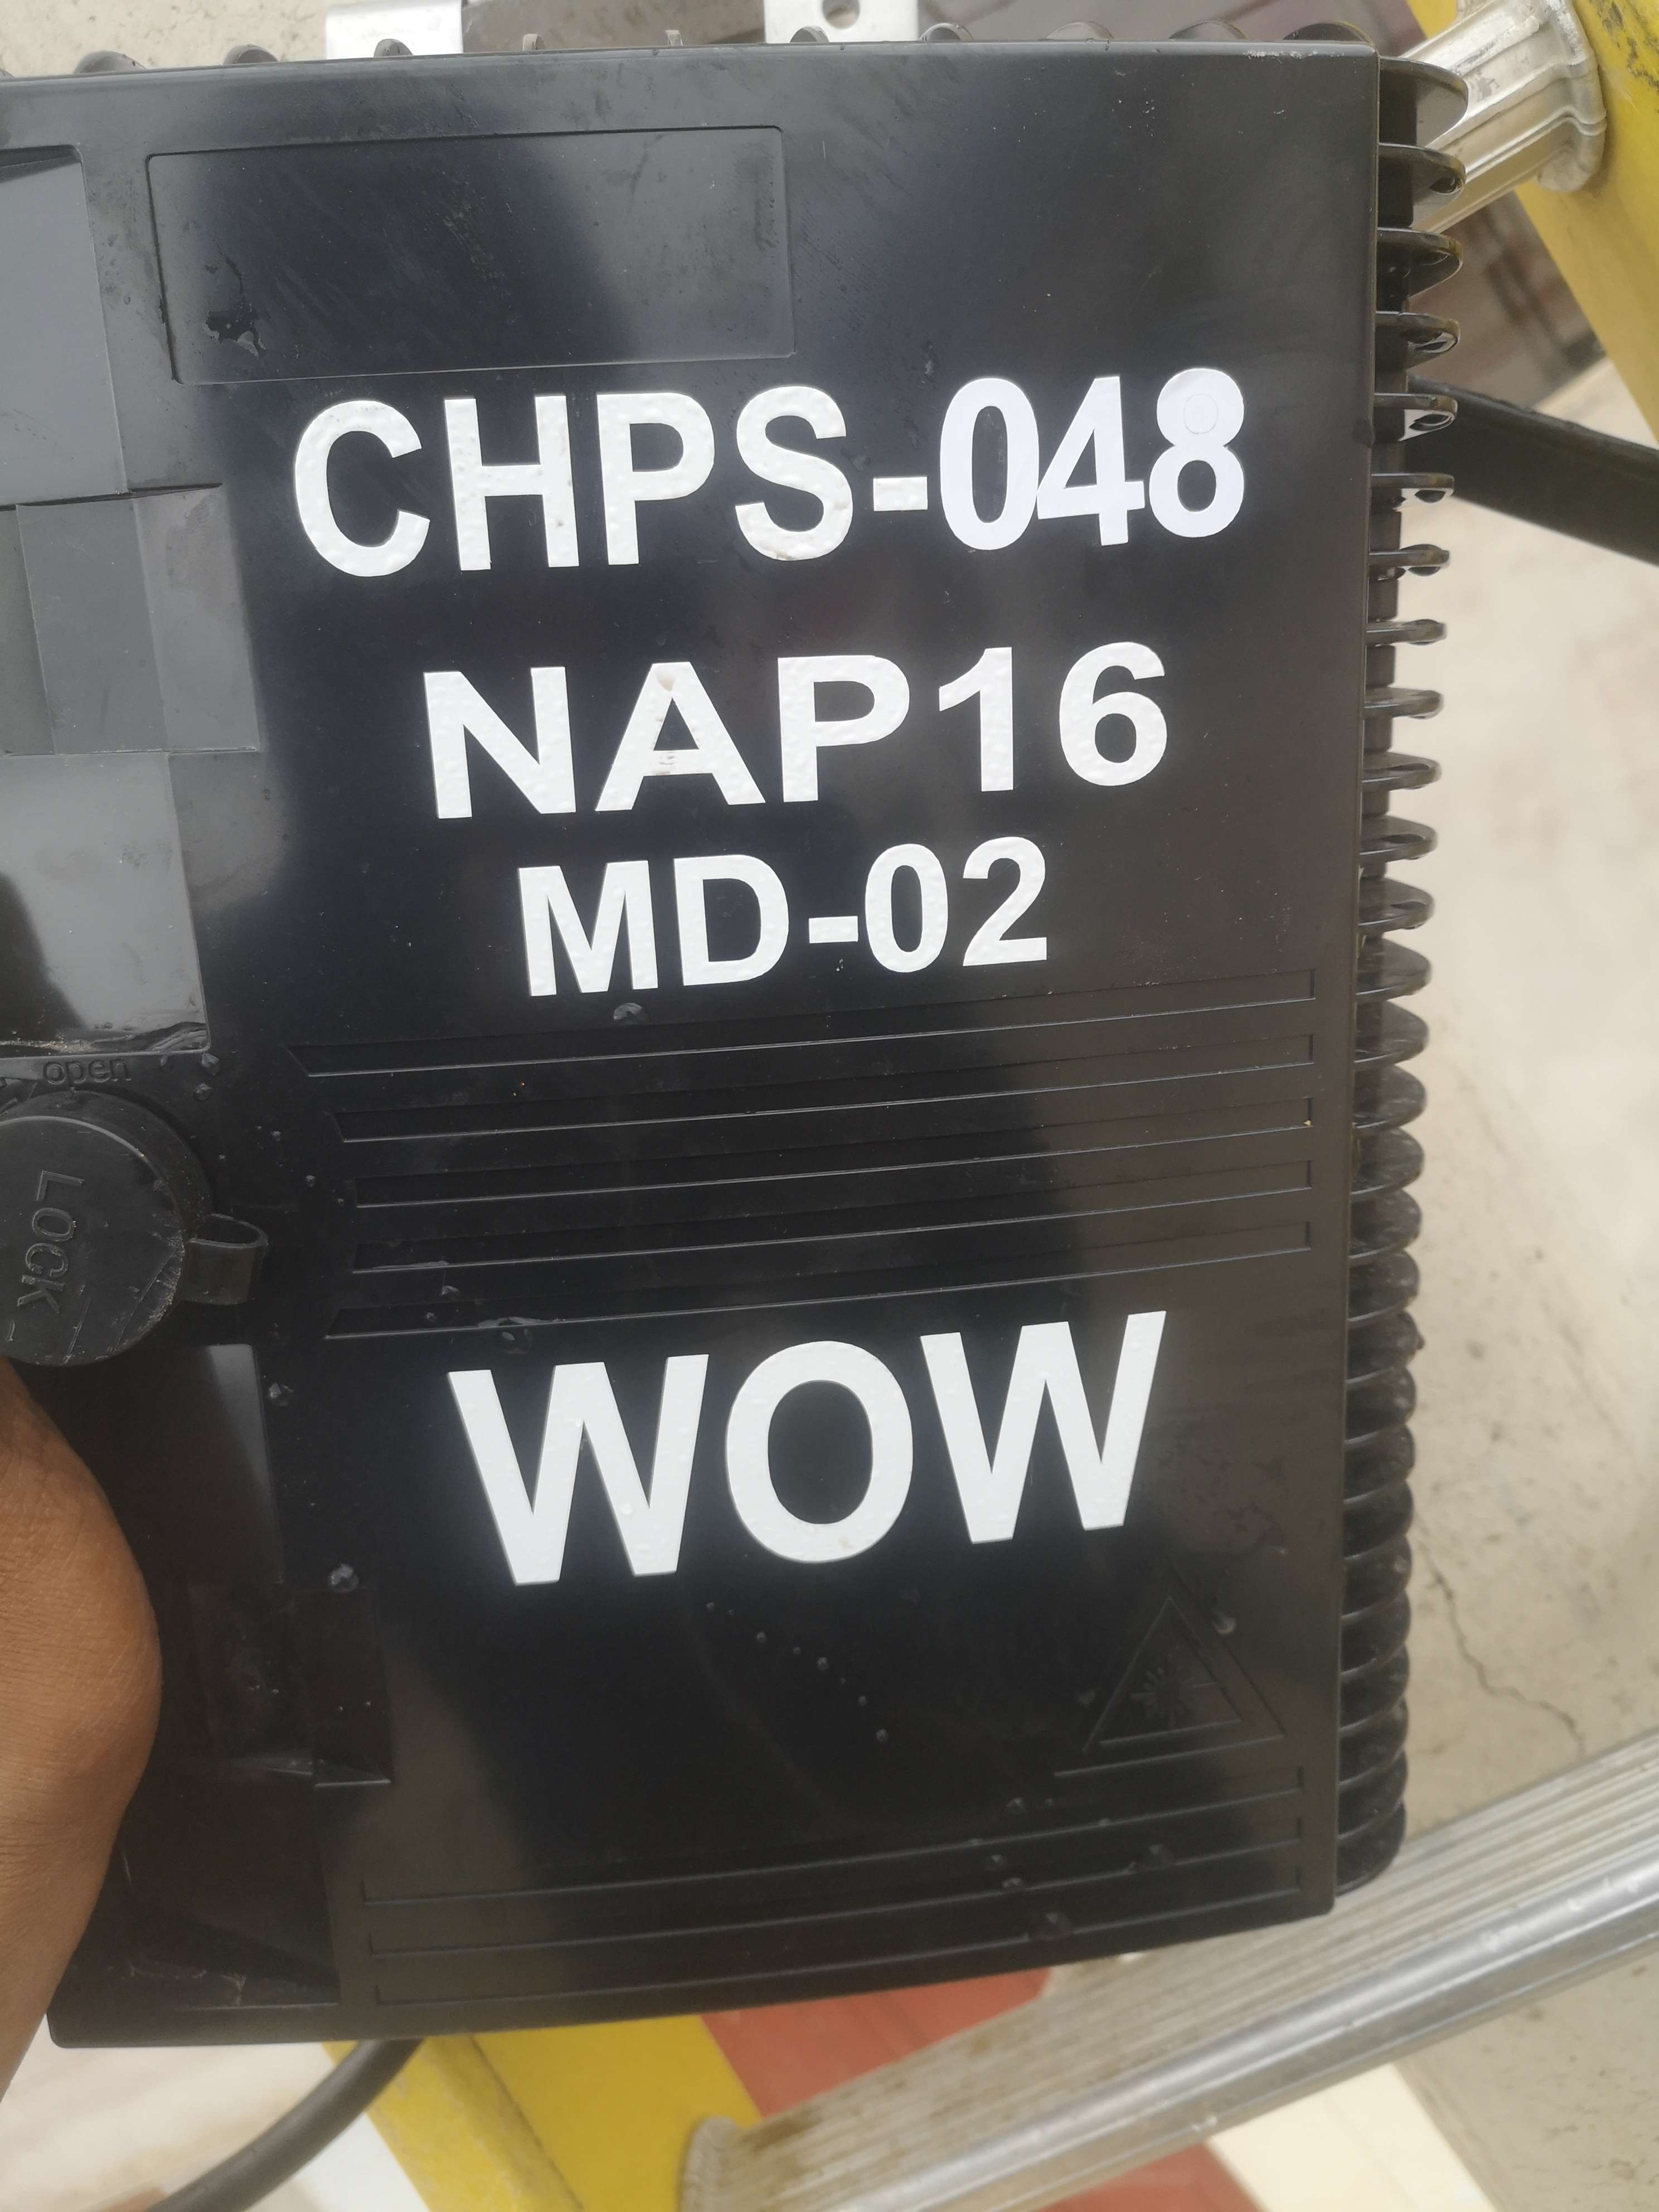 CHPS-048
NAP16
MD-02
open
LOCK
WOW